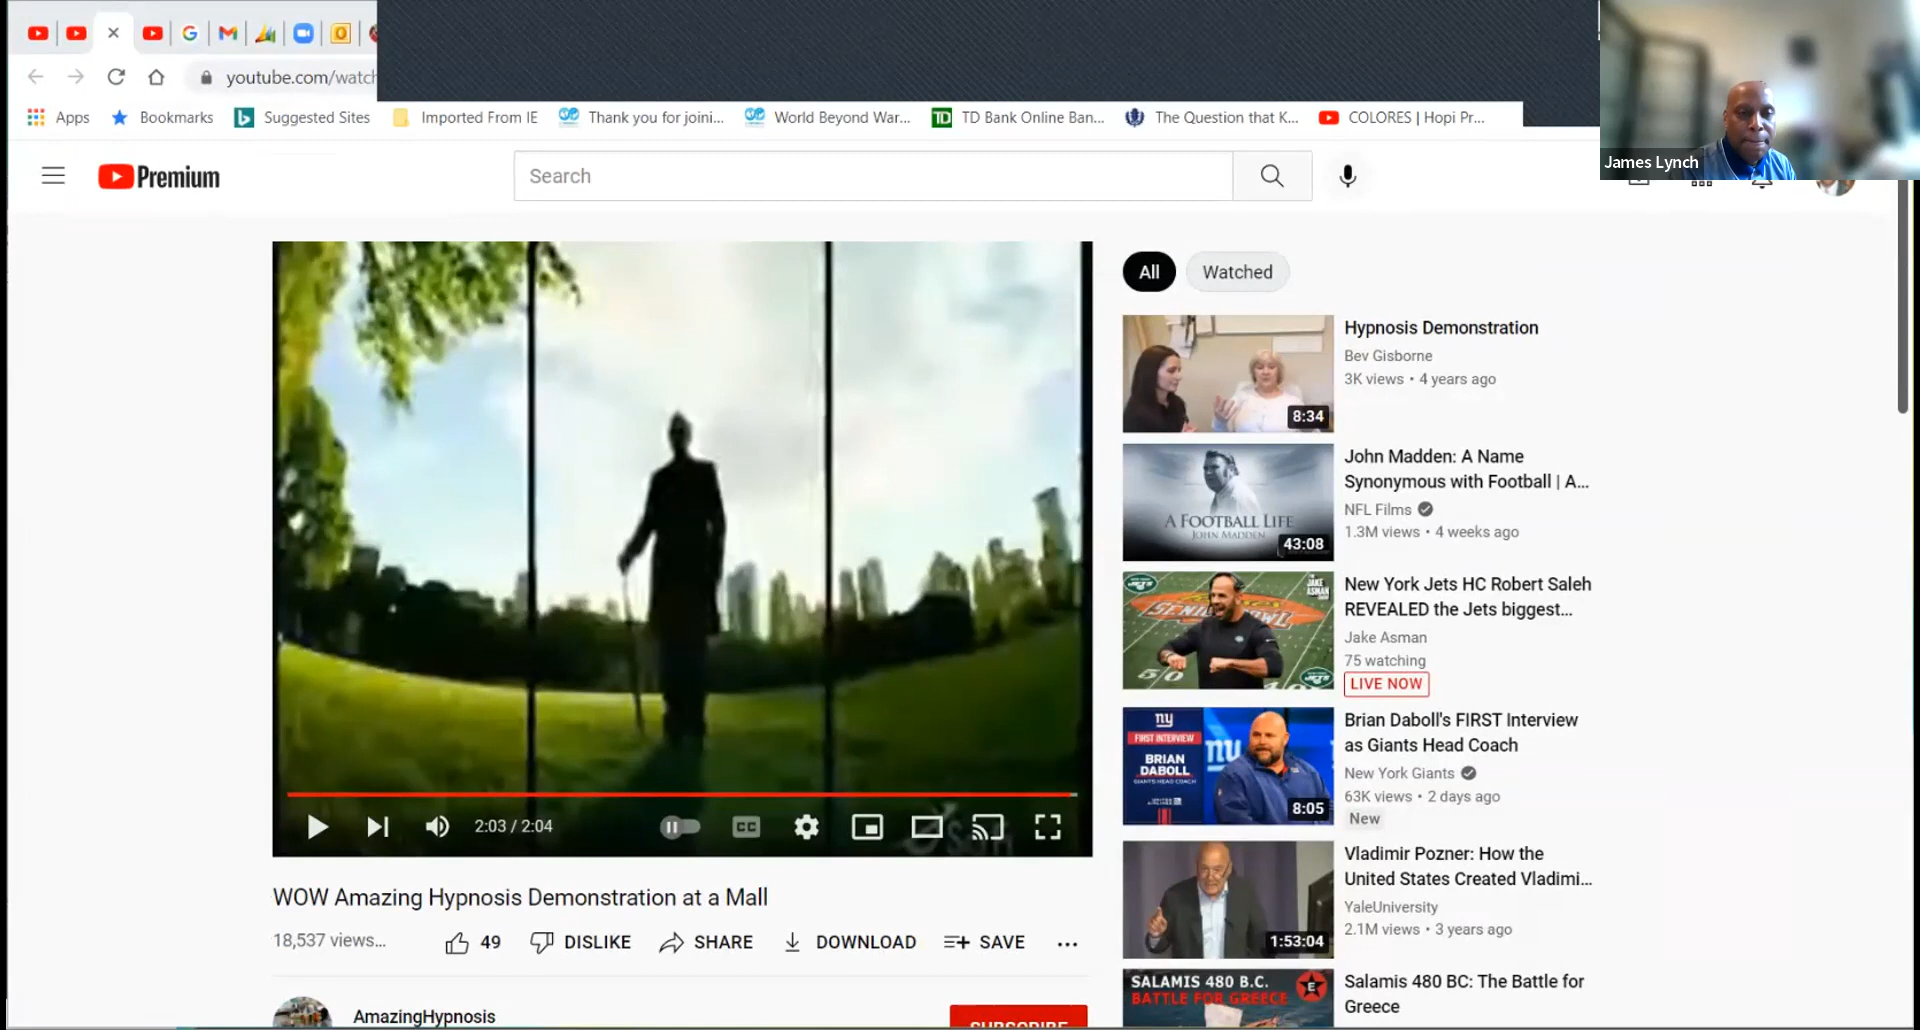 youtube.com/watch
Apps
Bookmarks
Suggested Sites
Imported From IE
Thank you for joini...
World Beyond War...
TD Bank Online Ban...
The Question that K...
COLORES | Hopi Pr...
James Lynch
Premium
Search
All
Watched
Hypnosis Demonstration
Bev Gisborne
3K views • 4 years ago
8:34
John Madden: A Name
Synonymous with Football | A...
NFL Films
1.3M views • 4 weeks ago
A FOOTBALL LIFE
JOHN MADDEN
43:08
New York Jets HC Robert Saleh
REVEALED the Jets biggest...
Jake Asman
75 watching
LIVE NOW
Brian Daboll's FIRST Interview
as Giants Head Coach
New York Giants
63K views • 2 days ago
New
ny
FIRST INTERVIEW
BRIAN
DABOLL
GIANTS HEAD COACH
8:05
2:03 / 2:04
CC
WOW Amazing Hypnosis Demonstration at a Mall
18,537 views...
49
DISLIKE
SHARE
DOWNLOAD
SAVE
Vladimir Pozner: How the
United States Created Vladimi...
YaleUniversity
2.1M views • 3 years ago
1:53:04
Salamis 480 BC: The Battle for
Greece
SALAMIS 480 B.C.
BATTLE FOR GREECE
AmazingHypnosis
SUBSCRIBE